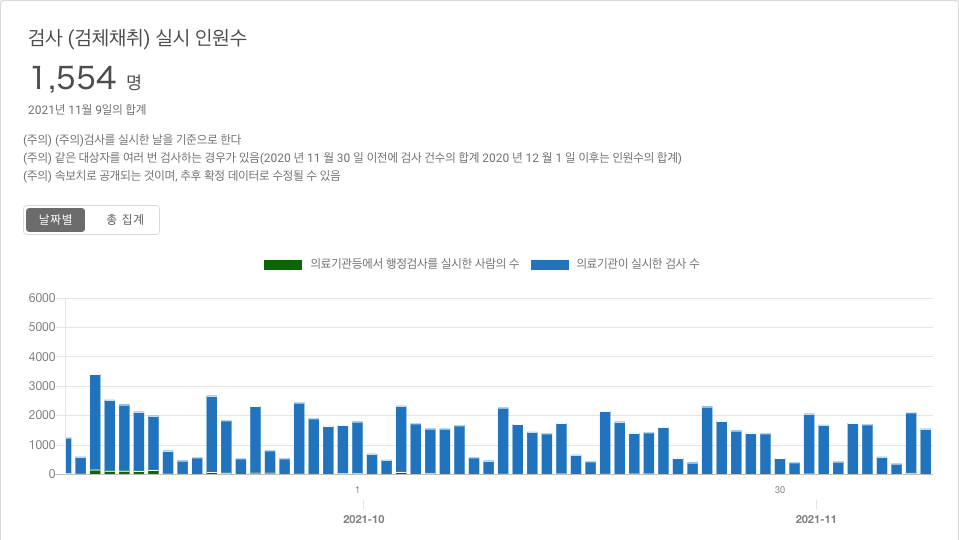 검사 (검체채취) 실시 인원수
1,554 명
2021년 11월 9일의 합계
(주의) (주의)검사를 실시한 날을 기준으로 한다
(주의) 같은 대상자를 여러 번 검사하는 경우가 있음(2020 년 11 월 30 일 이전에 검사 건수의 합계 2020 년 12 월 1 일 이후는 인원수의 합계)
(주의) 속보치로 공개되는 것이며, 추후 확정 데이터로 수정될 수 있음
날짜별 총 집계
의료기관등에서 행정검사를 실시한 사람의 수 의료기관이 실시한 검사 수
6000
5000
4000
3000
2000
1000
0
1 30
2021-10 2021-11